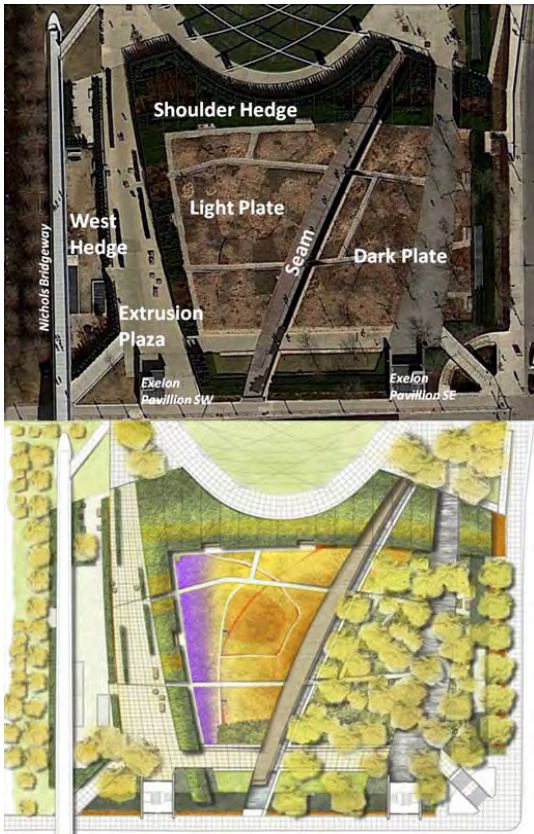 Shoulder Hedge
Light Plate
West
Hedge
Nichols Bridgeway
Seam
Dark Plate
Extrusion
Plaza
Exelon
Pavillion SW
Exelon
Pavillion SE